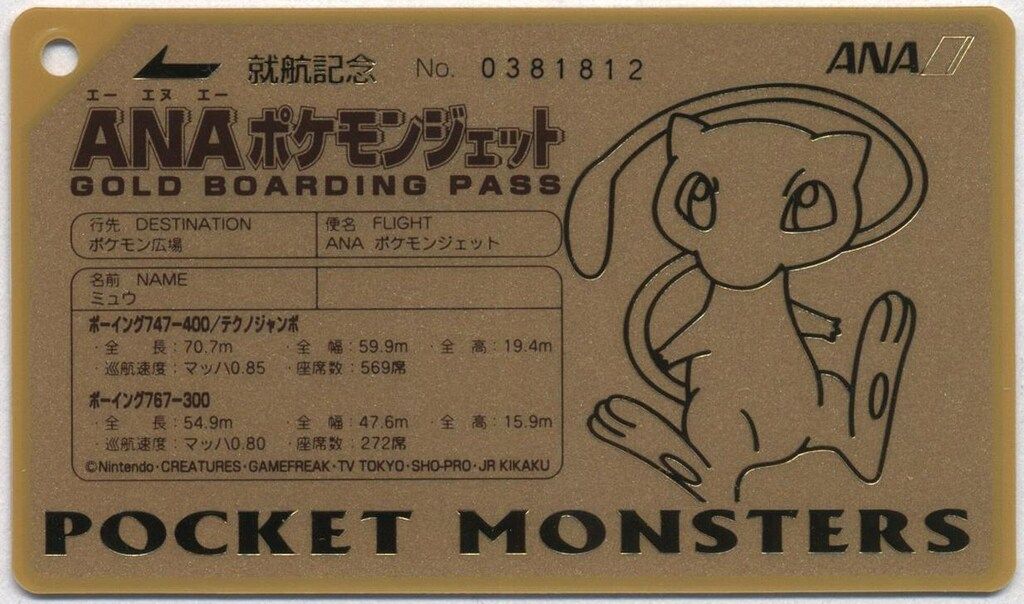 就航記念 No. 0381812 ANA
エー エヌ エー
ANAポケモンジェット
GOLD BOARDING PASS
行先 DESTINATION 便名 FLIGHT
ポケモン広場 ANA ポケモンジェット
名前 NAME
ミュウ
ボーイング747-400/テクノジャンボ
・全 長：70.7m ・全 幅：59.9m ・全 高：19.4m
・巡航速度：マッハ0.85 ・座席数：569席
ボーイング767-300
・全 長：54.9m ・全 幅：47.6m ・全 高：15.9m
・巡航速度：マッハ0.80 ・座席数：272席
©Nintendo・CREATURES・GAMEFREAK・TV TOKYO・SHO-PRO・JR KIKAKU
POCKET MONSTERS